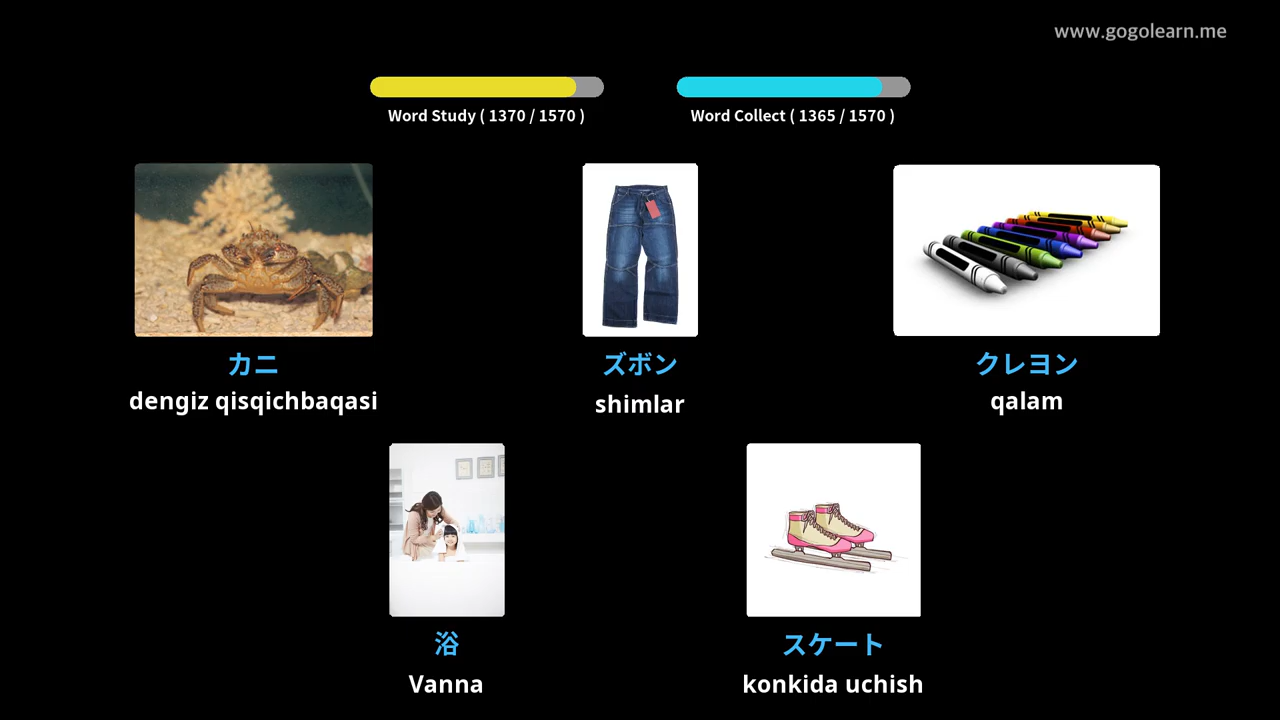 www.gogolearn.me
Word Study ( 1370 / 1570 )
Word Collect ( 1365 / 1570 )
カニ
dengiz qisqichbaqasi
ズボン
shimlar
クレヨン
qalam
浴
Vanna
スケート
konkida uchish